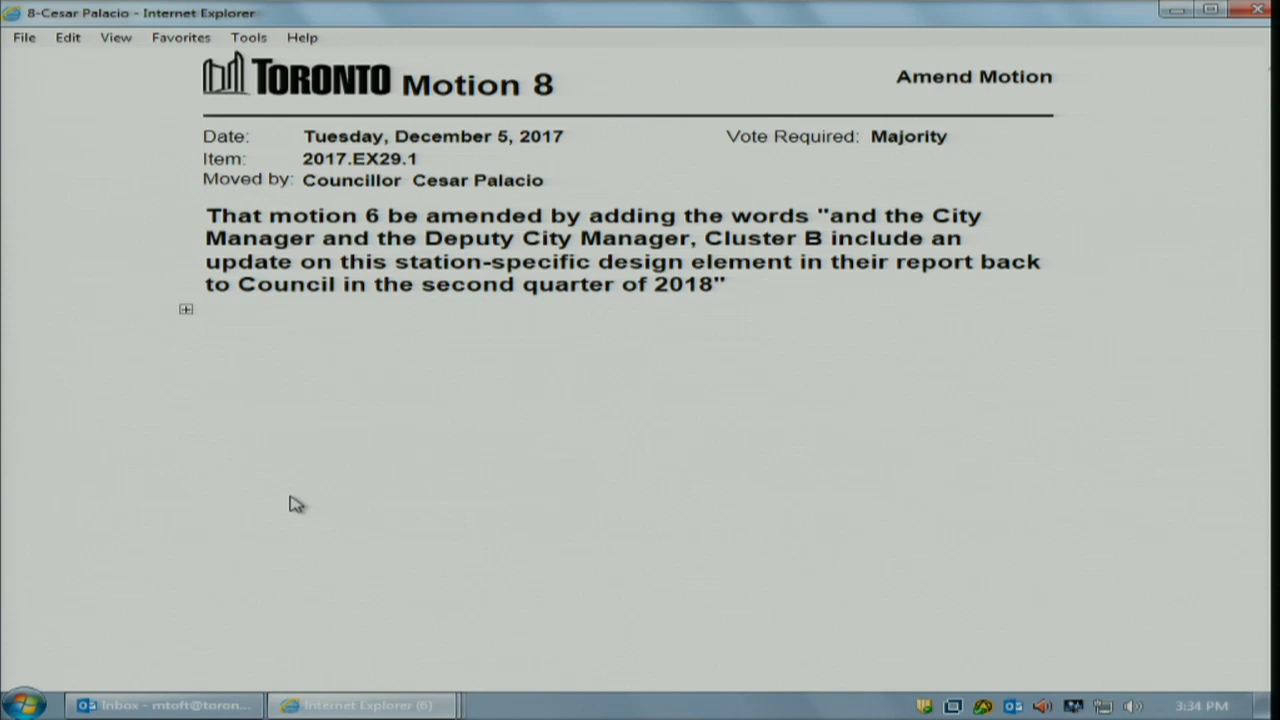 8-Cesar Palacio - Internet Explorer
File Edit View Favorites Tools Help
TORONTO Motion 8
Amend Motion
Date: Tuesday, December 5, 2017
Vote Required: Majority
Item: 2017.EX29.1
Moved by: Councillor Cesar Palacio
That motion 6 be amended by adding the words "and the City
Manager and the Deputy City Manager, Cluster B include an
update on this station-specific design element in their report back
to Council in the second quarter of 2018"
Inbox - mtoft@toron... Internet Explorer (6) 3:34 PM